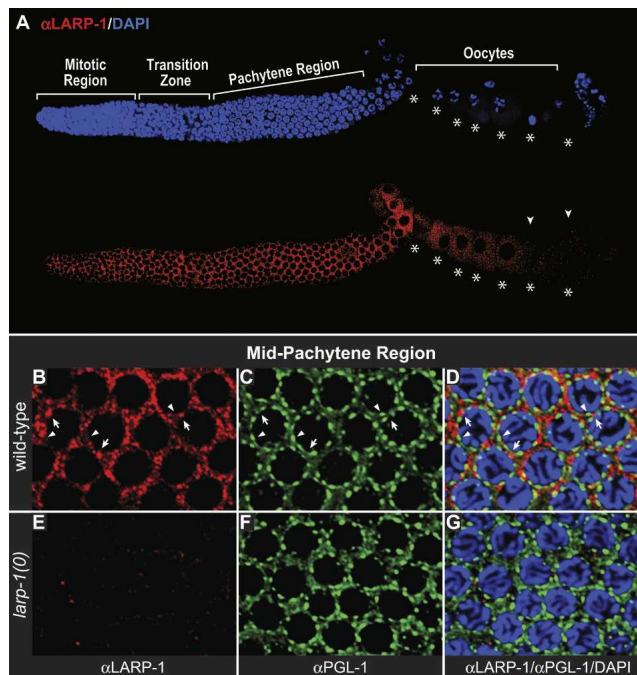 A αLARP-1/DAPI
Mitotic
Region
Transition
Zone
Pachytene Region
Oocytes
* * * * * * *
* * * * * * *
Mid-Pachytene Region
wild-type
B
C
D
larp-1(0)
E
F
G
αLARP-1
αPGL-1
αLARP-1/αPGL-1/DAPI